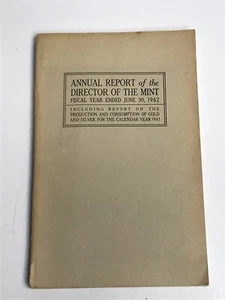 ANNUAL REPORT of the
DIRECTOR OF THE MINT
FISCAL YEAR ENDED JUNE 30, 1962
INCLUDING REPORT ON THE
PRODUCTION AND CONSUMPTION OF GOLD
AND SILVER FOR THE CALENDAR YEAR 1961